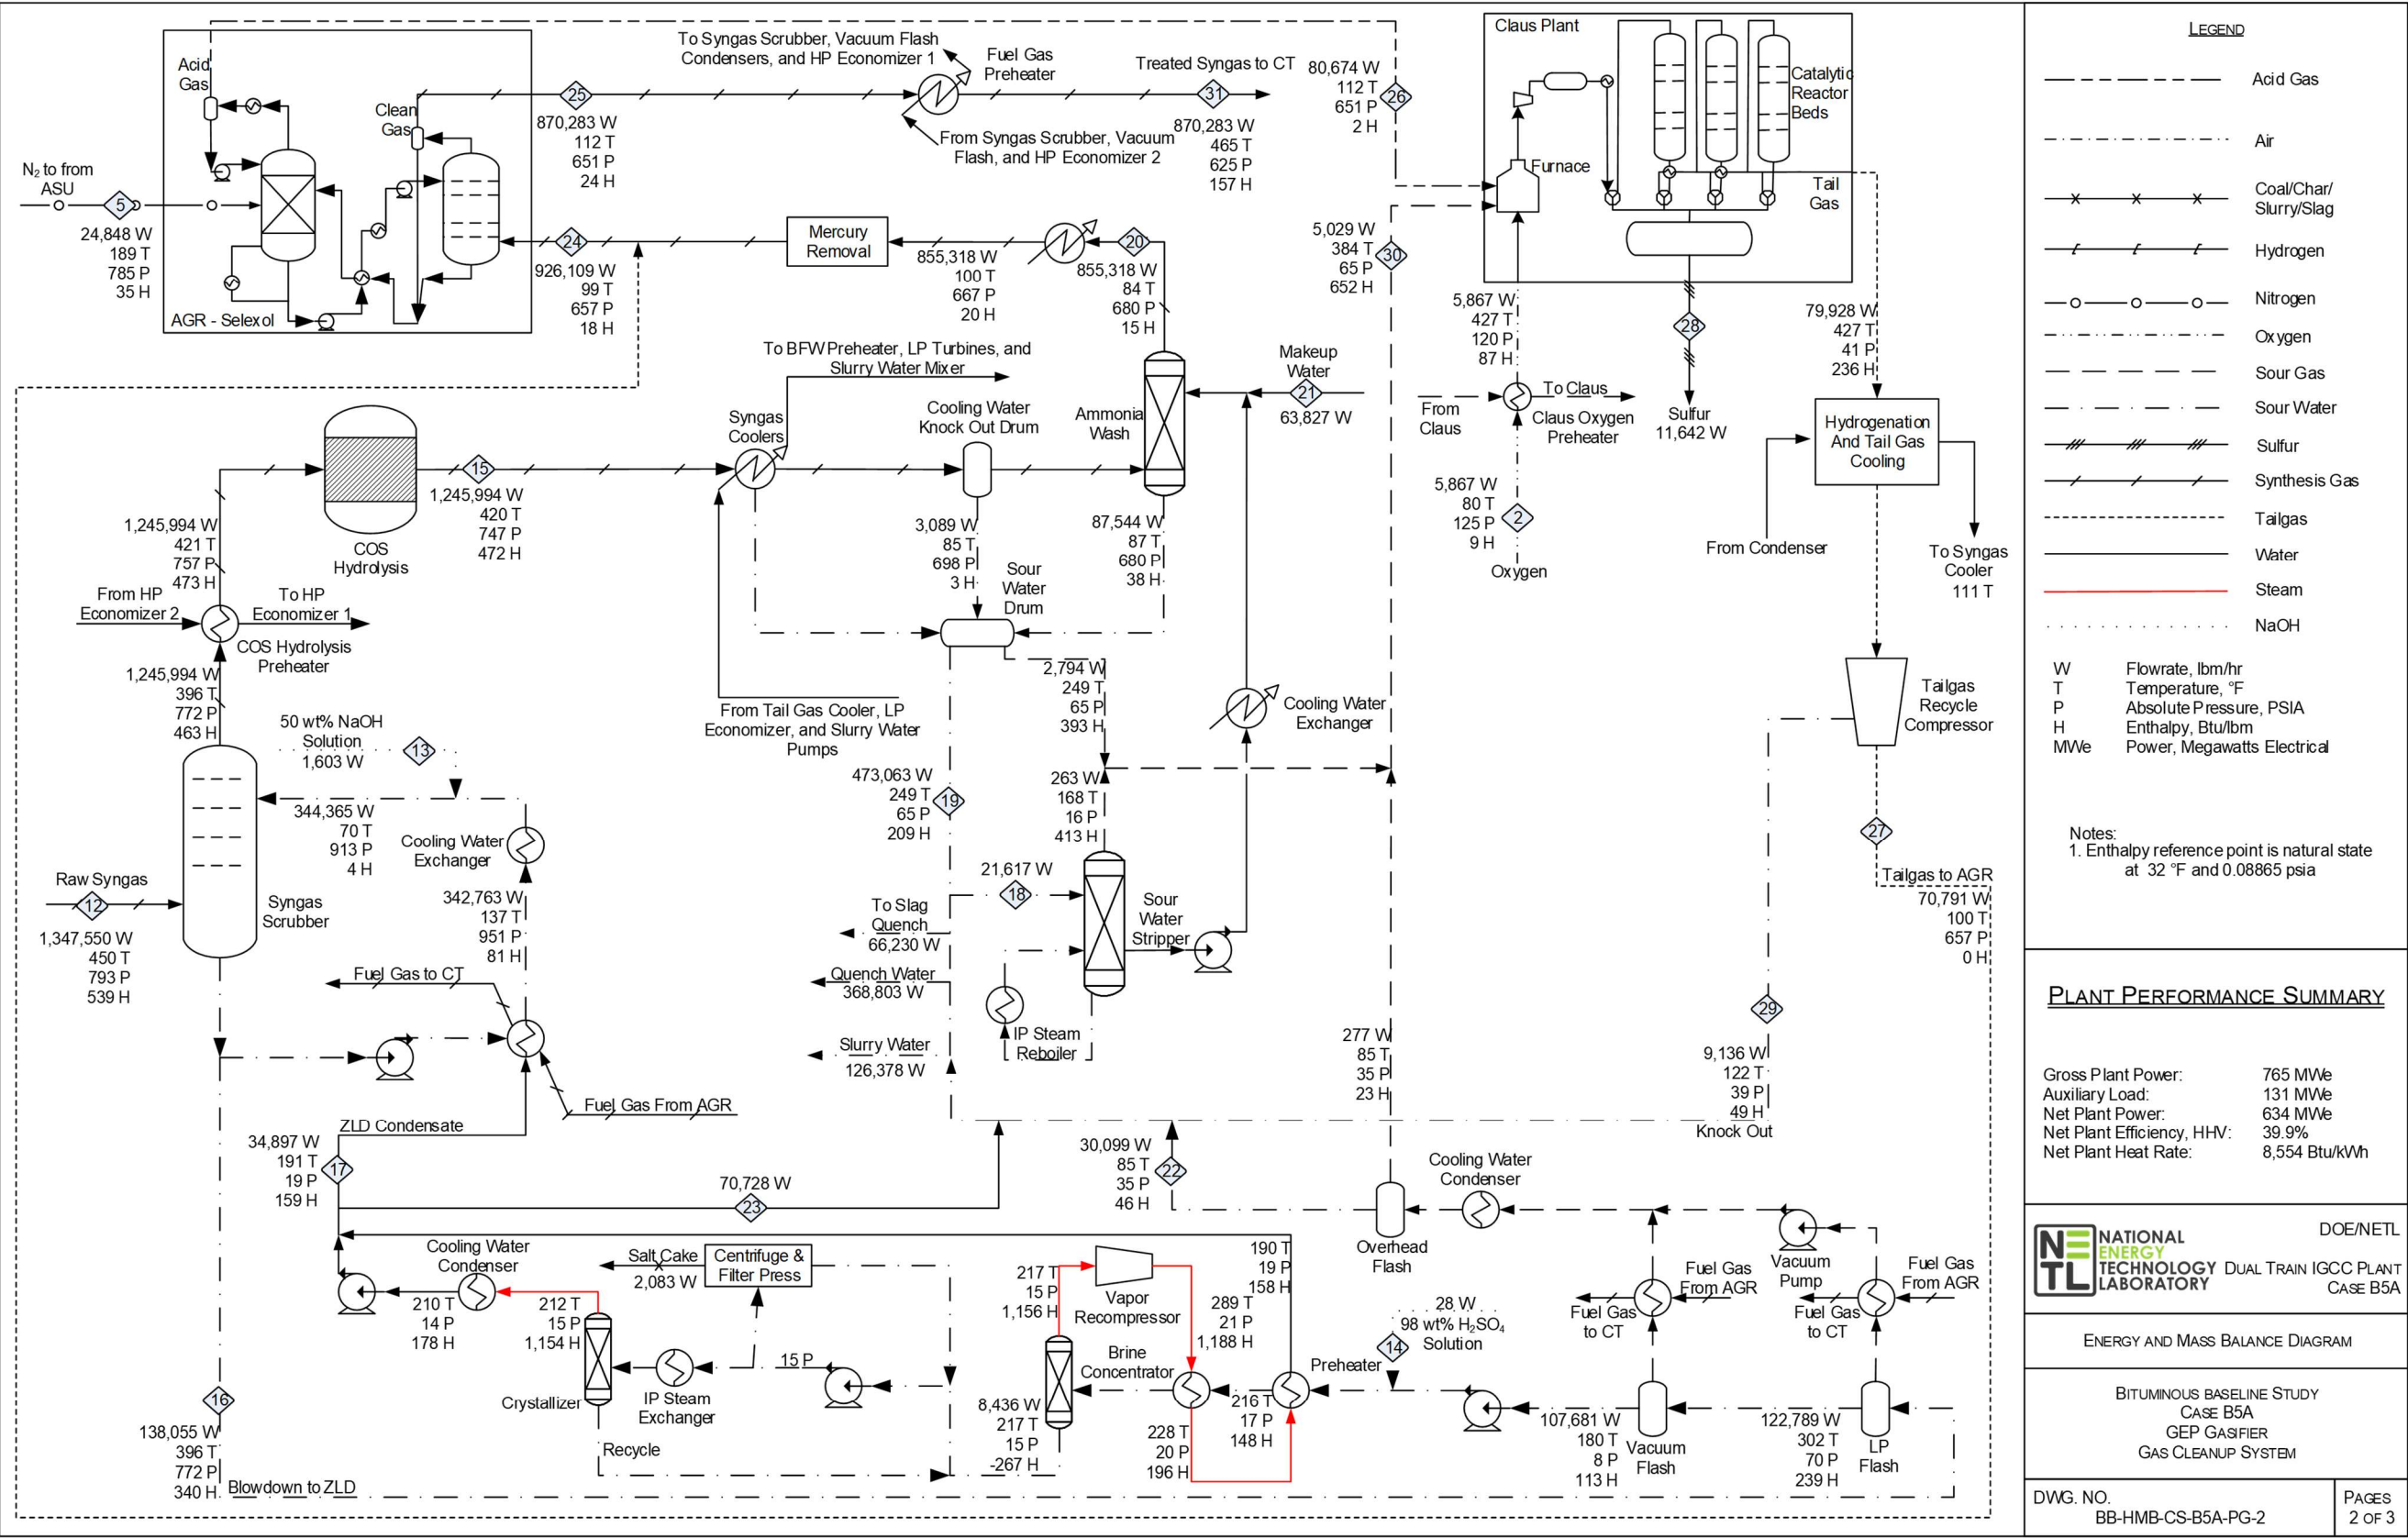 To Syngas Scrubber, Vacuum Flash
Condensers, and HP Economizer 1
Fuel Gas
Preheater
Treated Syngas to CT
Acid
Gas
Clean
Gas
25
870,283 W
112 T
651 P
24 H
From Syngas Scrubber, Vacuum
Flash, and HP Economizer 2
31
870,283 W
465 T
625 P
157 H
80,674 W
112 T
651 P
2 H
26
N₂ to from
ASU
5
24,848 W
189 T
785 P
35 H
AGR - Selexol
24
926,109 W
99 T
657 P
18 H
Mercury
Removal
855,318 W
100 T
667 P
20 H
20
855,318 W
84 T
680 P
15 H
5,029 W
384 T
65 P
652 H
30
Claus Plant
Catalytic
Reactor
Beds
Furnace
Tail
Gas
5,867 W
427 T
120 P
87 H
28
Sulfur
11,642 W
79,928 W
427 T
41 P
236 H
From
Claus
To Claus
Claus Oxygen
Preheater
5,867 W
80 T
125 P
9 H
2
Oxygen
Hydrogenation
And Tail Gas
Cooling
From Condenser
To Syngas
Cooler
111 T
Tailgas
Recycle
Compressor
27
Tailgas to AGR
70,791 W
100 T
657 P
0 H
29
9,136 W
122 T
39 P
49 H
Knock Out
To BFW Preheater, LP Turbines, and
Slurry Water Mixer
Syngas
Coolers
Cooling Water
Knock Out Drum
Ammonia
Wash
Makeup
Water
21
63,827 W
1,245,994 W
421 T
757 P
473 H
COS
Hydrolysis
15
1,245,994 W
420 T
747 P
472 H
3,089 W
85 T
698 P
3 H
87,544 W
87 T
680 P
38 H
Sour
Water
Drum
From HP
Economizer 2
To HP
Economizer 1
COS Hydrolysis
Preheater
1,245,994 W
396 T
772 P
463 H
50 wt% NaOH
Solution
1,603 W
13
From Tail Gas Cooler, LP
Economizer, and Slurry Water
Pumps
2,794 W
249 T
65 P
393 H
Cooling Water
Exchanger
344,365 W
70 T
913 P
4 H
Cooling Water
Exchanger
473,063 W
249 T
65 P
209 H
19
263 W
168 T
16 P
413 H
Raw Syngas
12
1,347,550 W
450 T
793 P
539 H
Syngas
Scrubber
342,763 W
137 T
951 P
81 H
21,617 W
18
Sour
Water
Stripper
To Slag
Quench
66,230 W
Quench Water
368,803 W
Slurry Water
126,378 W
IP Steam
Reboiler
Fuel Gas to CT
Fuel Gas From AGR
277 W
85 T
35 P
23 H
ZLD Condensate
34,897 W
191 T
19 P
159 H
17
70,728 W
23
30,099 W
85 T
35 P
46 H
22
Overhead
Flash
Cooling Water
Condenser
Vacuum
Pump
Fuel Gas
From AGR
Fuel Gas
to CT
Fuel Gas
From AGR
Fuel Gas
to CT
Cooling Water
Condenser
210 T
14 P
178 H
212 T
15 P
1,154 H
Salt Cake
2,083 W
Centrifuge &
Filter Press
Crystallizer
IP Steam
Exchanger
15 P
Recycle
217 T
15 P
1,156 H
Vapor
Recompressor
289 T
21 P
1,188 H
190 T
19 P
158 H
Brine
Concentrator
8,436 W
217 T
15 P
-267 H
228 T
20 P
196 H
216 T
17 P
148 H
Preheater
28 W
98 wt% H₂SO₄
Solution
14
107,681 W
180 T
8 P
113 H
Vacuum
Flash
122,789 W
302 T
70 P
239 H
LP
Flash
16
138,055 W
396 T
772 P
340 H
Blowdown to ZLD
LEGEND
Acid Gas
Air
Coal/Char/
Slurry/Slag
Hydrogen
Nitrogen
Oxygen
Sour Gas
Sour Water
Sulfur
Synthesis Gas
Tailgas
Water
Steam
NaOH
W Flowrate, lbm/hr
T Temperature, °F
P Absolute Pressure, PSIA
H Enthalpy, Btu/lbm
MWe Power, Megawatts Electrical
Notes:
1. Enthalpy reference point is natural state
at 32 °F and 0.08865 psia
PLANT PERFORMANCE SUMMARY
Gross Plant Power: 765 MWe
Auxiliary Load: 131 MWe
Net Plant Power: 634 MWe
Net Plant Efficiency, HHV: 39.9%
Net Plant Heat Rate: 8,554 Btu/kWh
NE
TL
NATIONAL
ENERGY
TECHNOLOGY
LABORATORY
DOE/NETL
DUAL TRAIN IGCC PLANT
CASE B5A
ENERGY AND MASS BALANCE DIAGRAM
BITUMINOUS BASELINE STUDY
CASE B5A
GEP GASIFIER
GAS CLEANUP SYSTEM
DWG. NO.
BB-HMB-CS-B5A-PG-2
PAGES
2 OF 3